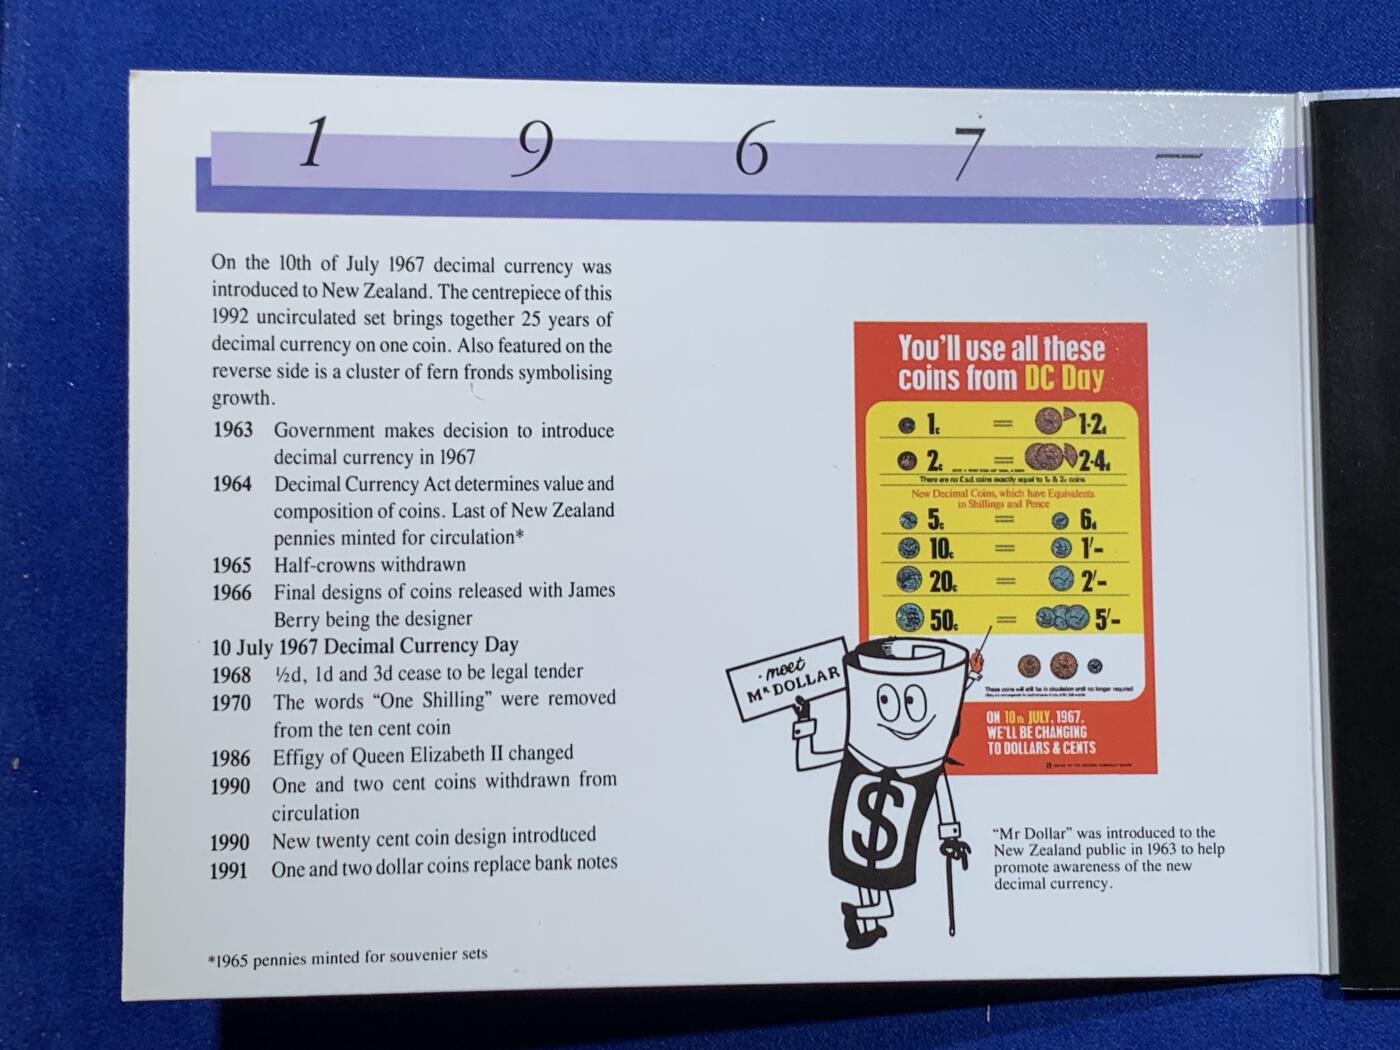 1 9 6 7 –
On the 10th of July 1967 decimal currency was
introduced to New Zealand. The centrepiece of this
1992 uncirculated set brings together 25 years of
decimal currency on one coin. Also featured on the
reverse side is a cluster of fern fronds symbolising
growth.
1963 Government makes decision to introduce
decimal currency in 1967
1964 Decimal Currency Act determines value and
composition of coins. Last of New Zealand
pennies minted for circulation*
1965 Half-crowns withdrawn
1966 Final designs of coins released with James
Berry being the designer
10 July 1967 Decimal Currency Day
1968 ½d, 1d and 3d cease to be legal tender
1970 The words “One Shilling” were removed
from the ten cent coin
1986 Effigy of Queen Elizabeth II changed
1990 One and two cent coins withdrawn from
circulation
1990 New twenty cent coin design introduced
1991 One and two dollar coins replace bank notes
*1965 pennies minted for souvenier sets
You'll use all these
coins from DC Day
1c = 1·2d
2c = 2·4d
There are no £.s.d. coins exactly equal to 1c & 2c coins
New Decimal Coins, which have Equivalents
in Shillings and Pence
5c = 6d
10c = 1'-
20c = 2'-
50c = 5'-
These coins will still be in circulation until no longer required
ON 10th JULY, 1967,
WE'LL BE CHANGING
TO DOLLARS & CENTS
meet
MR DOLLAR
$
“Mr Dollar” was introduced to the
New Zealand public in 1963 to help
promote awareness of the new
decimal currency.